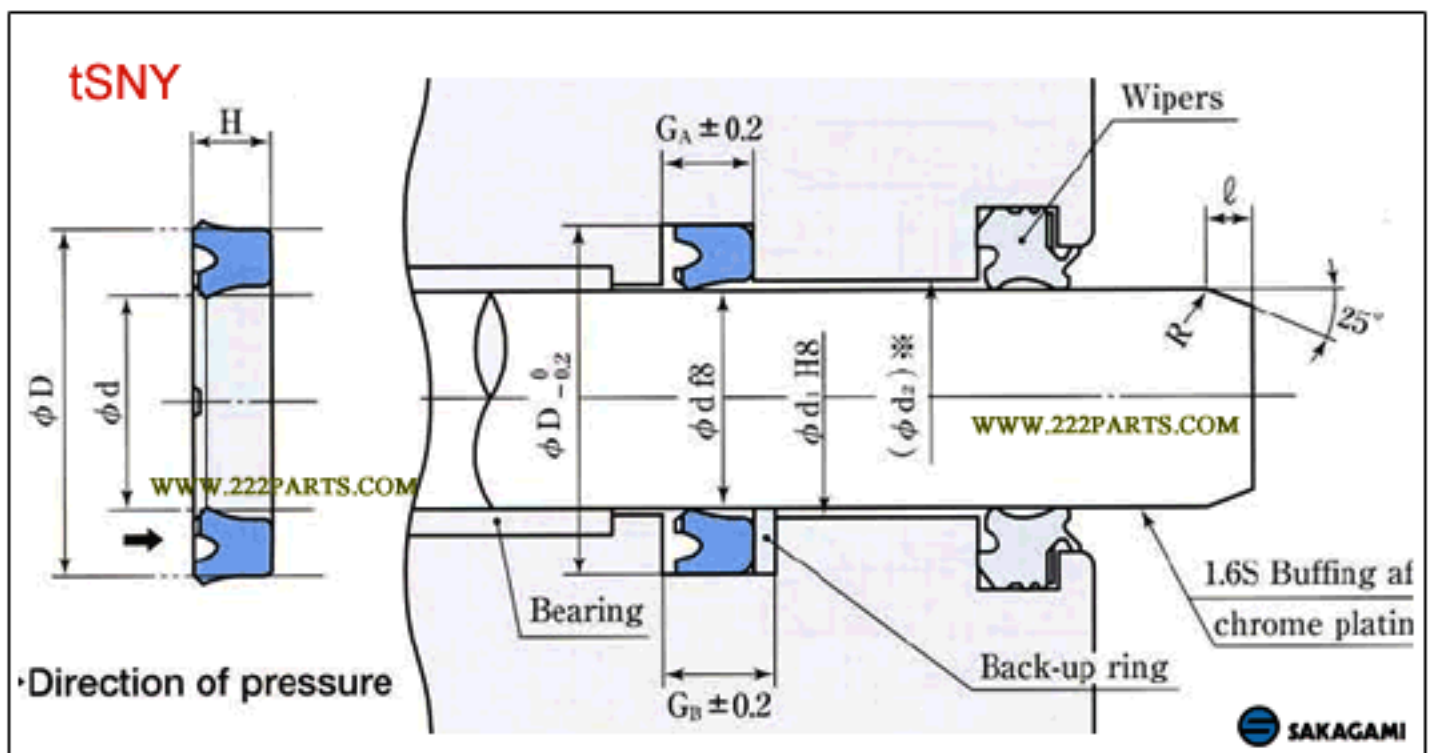 tSNY
H
G_A ± 0.2
Wipers
ℓ
25°
R
φD
φd
φD 0 -0.2
φd f8
φd₁ H8
(φd₂)※
WWW.222PARTS.COM
WWW.222PARTS.COM
Bearing
1.6S Buffing af
chrome platin
Back-up ring
Direction of pressure
G_B ± 0.2
SAKAGAMI